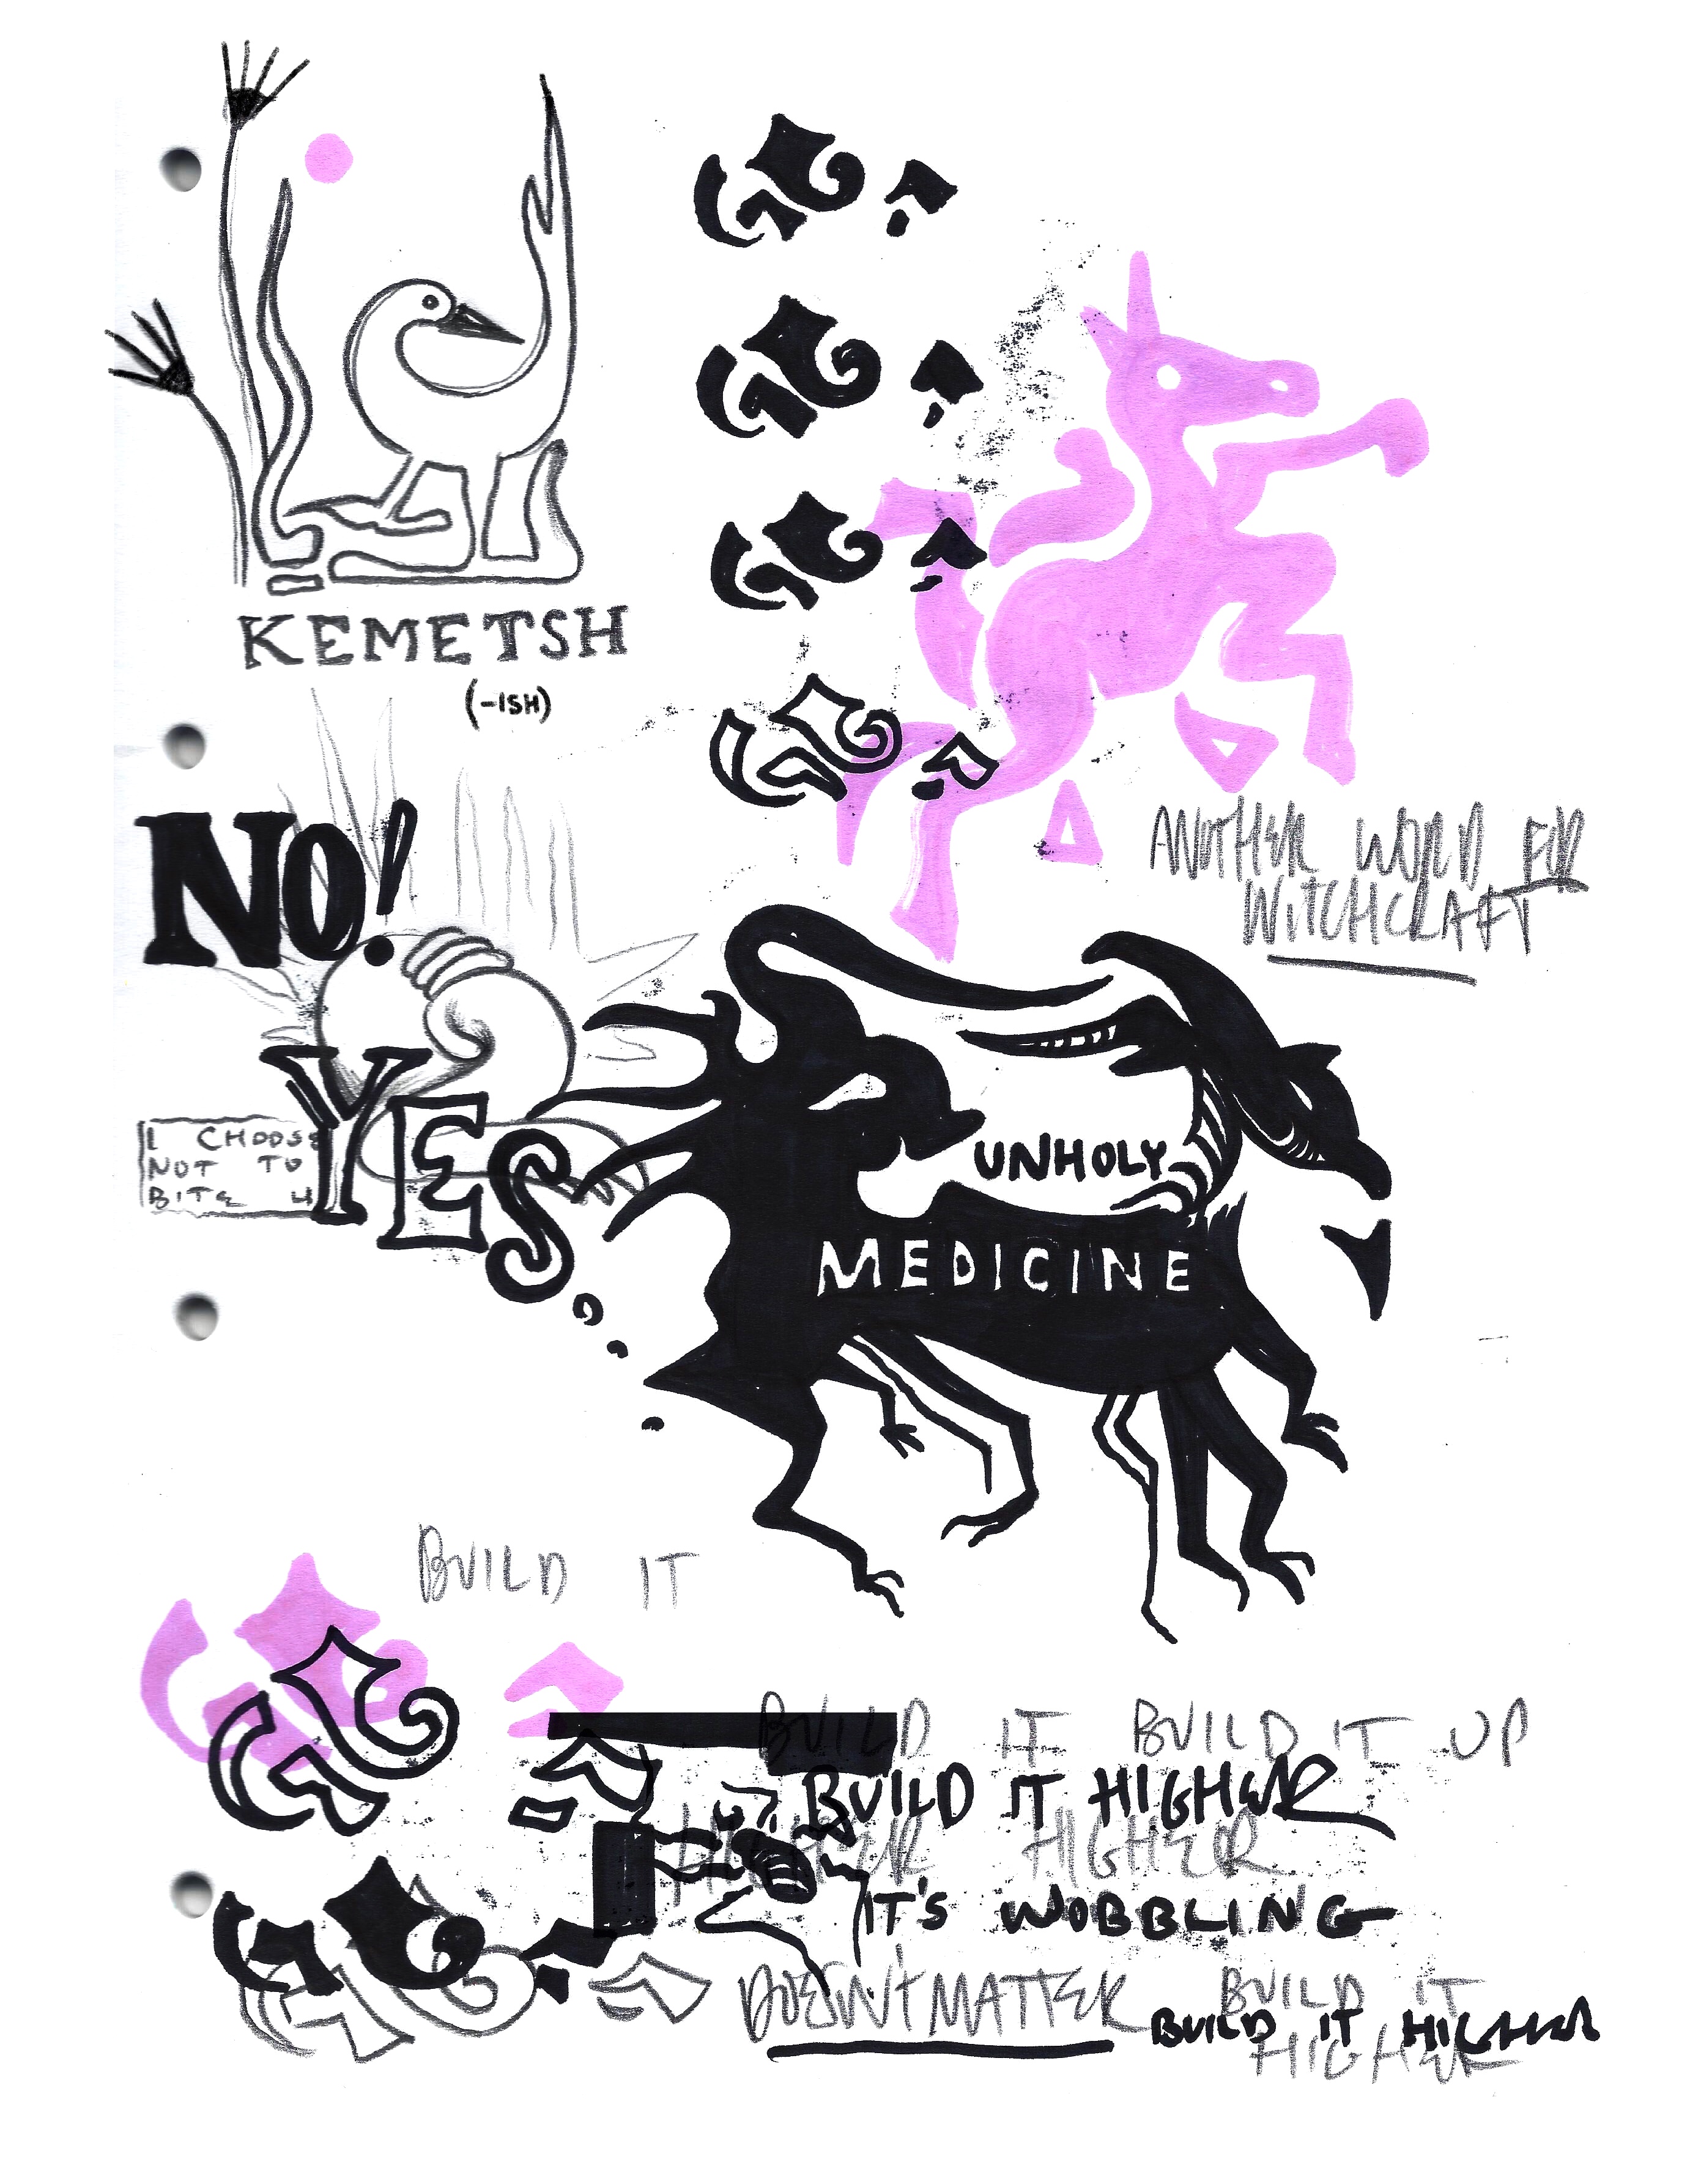 KEMETSH
(-ISH)
NO!
ANOTHER WORLD FOR
WITCHCRAFT
YES
I CHOOSE
NOT TO
BITE
UNHOLY
MEDICINE
BUILD IT
BUILD IT BUILD IT UP
BUILD IT HIGHER
HIGHER HIGHER
IT'S WOBBLING
DOESN'T MATTER BUILD IT
BUILD IT HIGHER
HIGHER